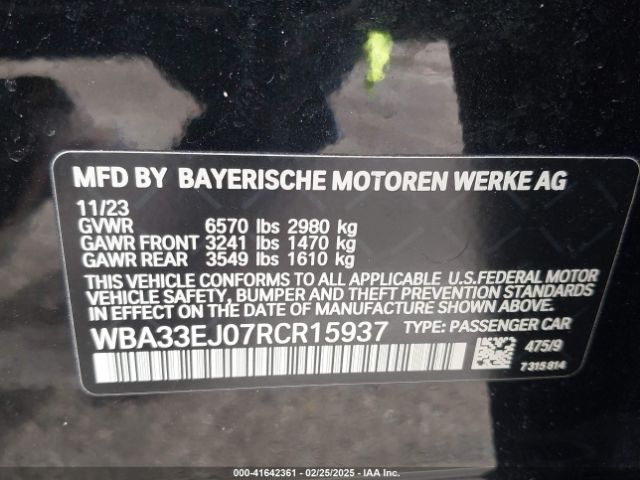 MFD BY BAYERISCHE MOTOREN WERKE AG
11/23
GVWR 6570 lbs 2980 kg
GAWR FRONT 3241 lbs 1470 kg
GAWR REAR 3549 lbs 1610 kg
THIS VEHICLE CONFORMS TO ALL APPLICABLE U.S.FEDERAL MOTOR
VEHICLE SAFETY, BUMPER AND THEFT PREVENTION STANDARDS
IN EFFECT ON THE DATE OF MANUFACTURE SHOWN ABOVE.
WBA33EJ07RCR15937 TYPE: PASSENGER CAR
475/9
7 315 814
000-41642361 - 02/25/2025 - IAA Inc.